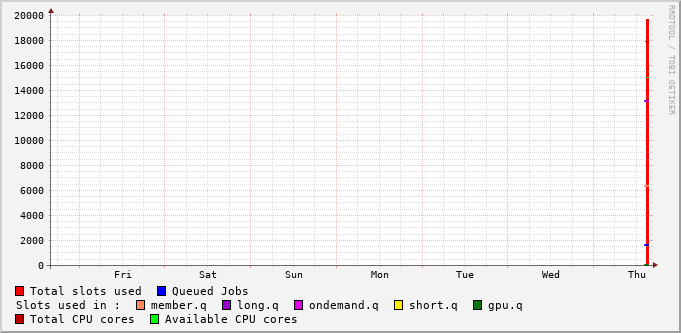 20000
18000
16000
14000
12000
10000
8000
6000
4000
2000
0
Fri Sat Sun Mon Tue Wed Thu
Total slots used Queued Jobs
Slots used in : member.q long.q ondemand.q short.q gpu.q
Total CPU cores Available CPU cores
RRDTOOL / TOBI OETIKER